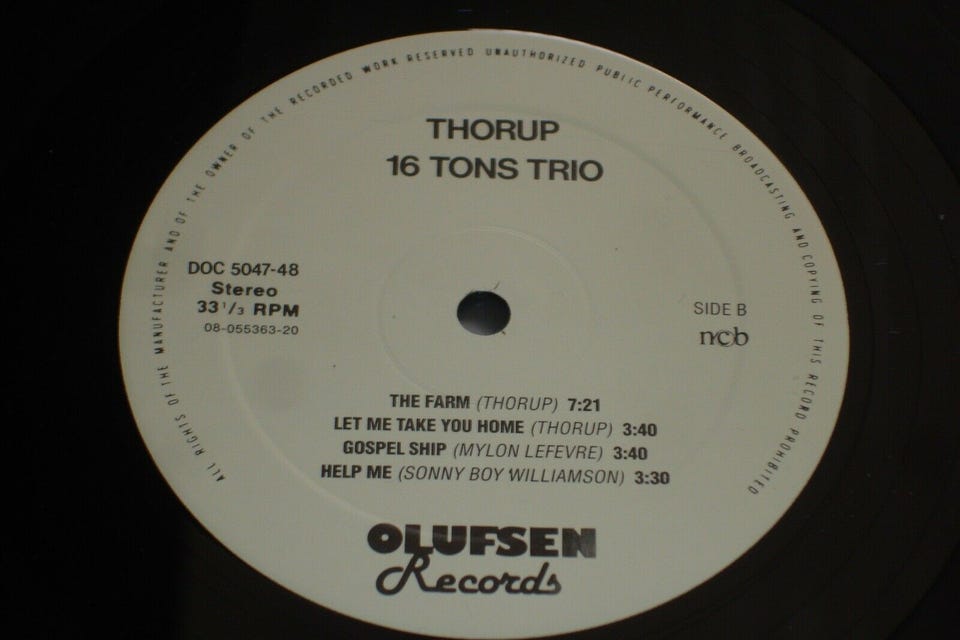 ALL RIGHTS OF THE MANUFACTURER AND OF THE OWNER OF THE RECORDED WORK RESERVED UNAUTHORIZED PUBLIC PERFORMANCE BROADCASTING AND COPYING OF THIS RECORD PROHIBITED
THORUP
16 TONS TRIO
DOC 5047-48
Stereo
33 1/3 RPM
08-055363-20
SIDE B
ncb
THE FARM (THORUP) 7:21
LET ME TAKE YOU HOME (THORUP) 3:40
GOSPEL SHIP (MYLON LEFEVRE) 3:40
HELP ME (SONNY BOY WILLIAMSON) 3:30
OLUFSEN
Records